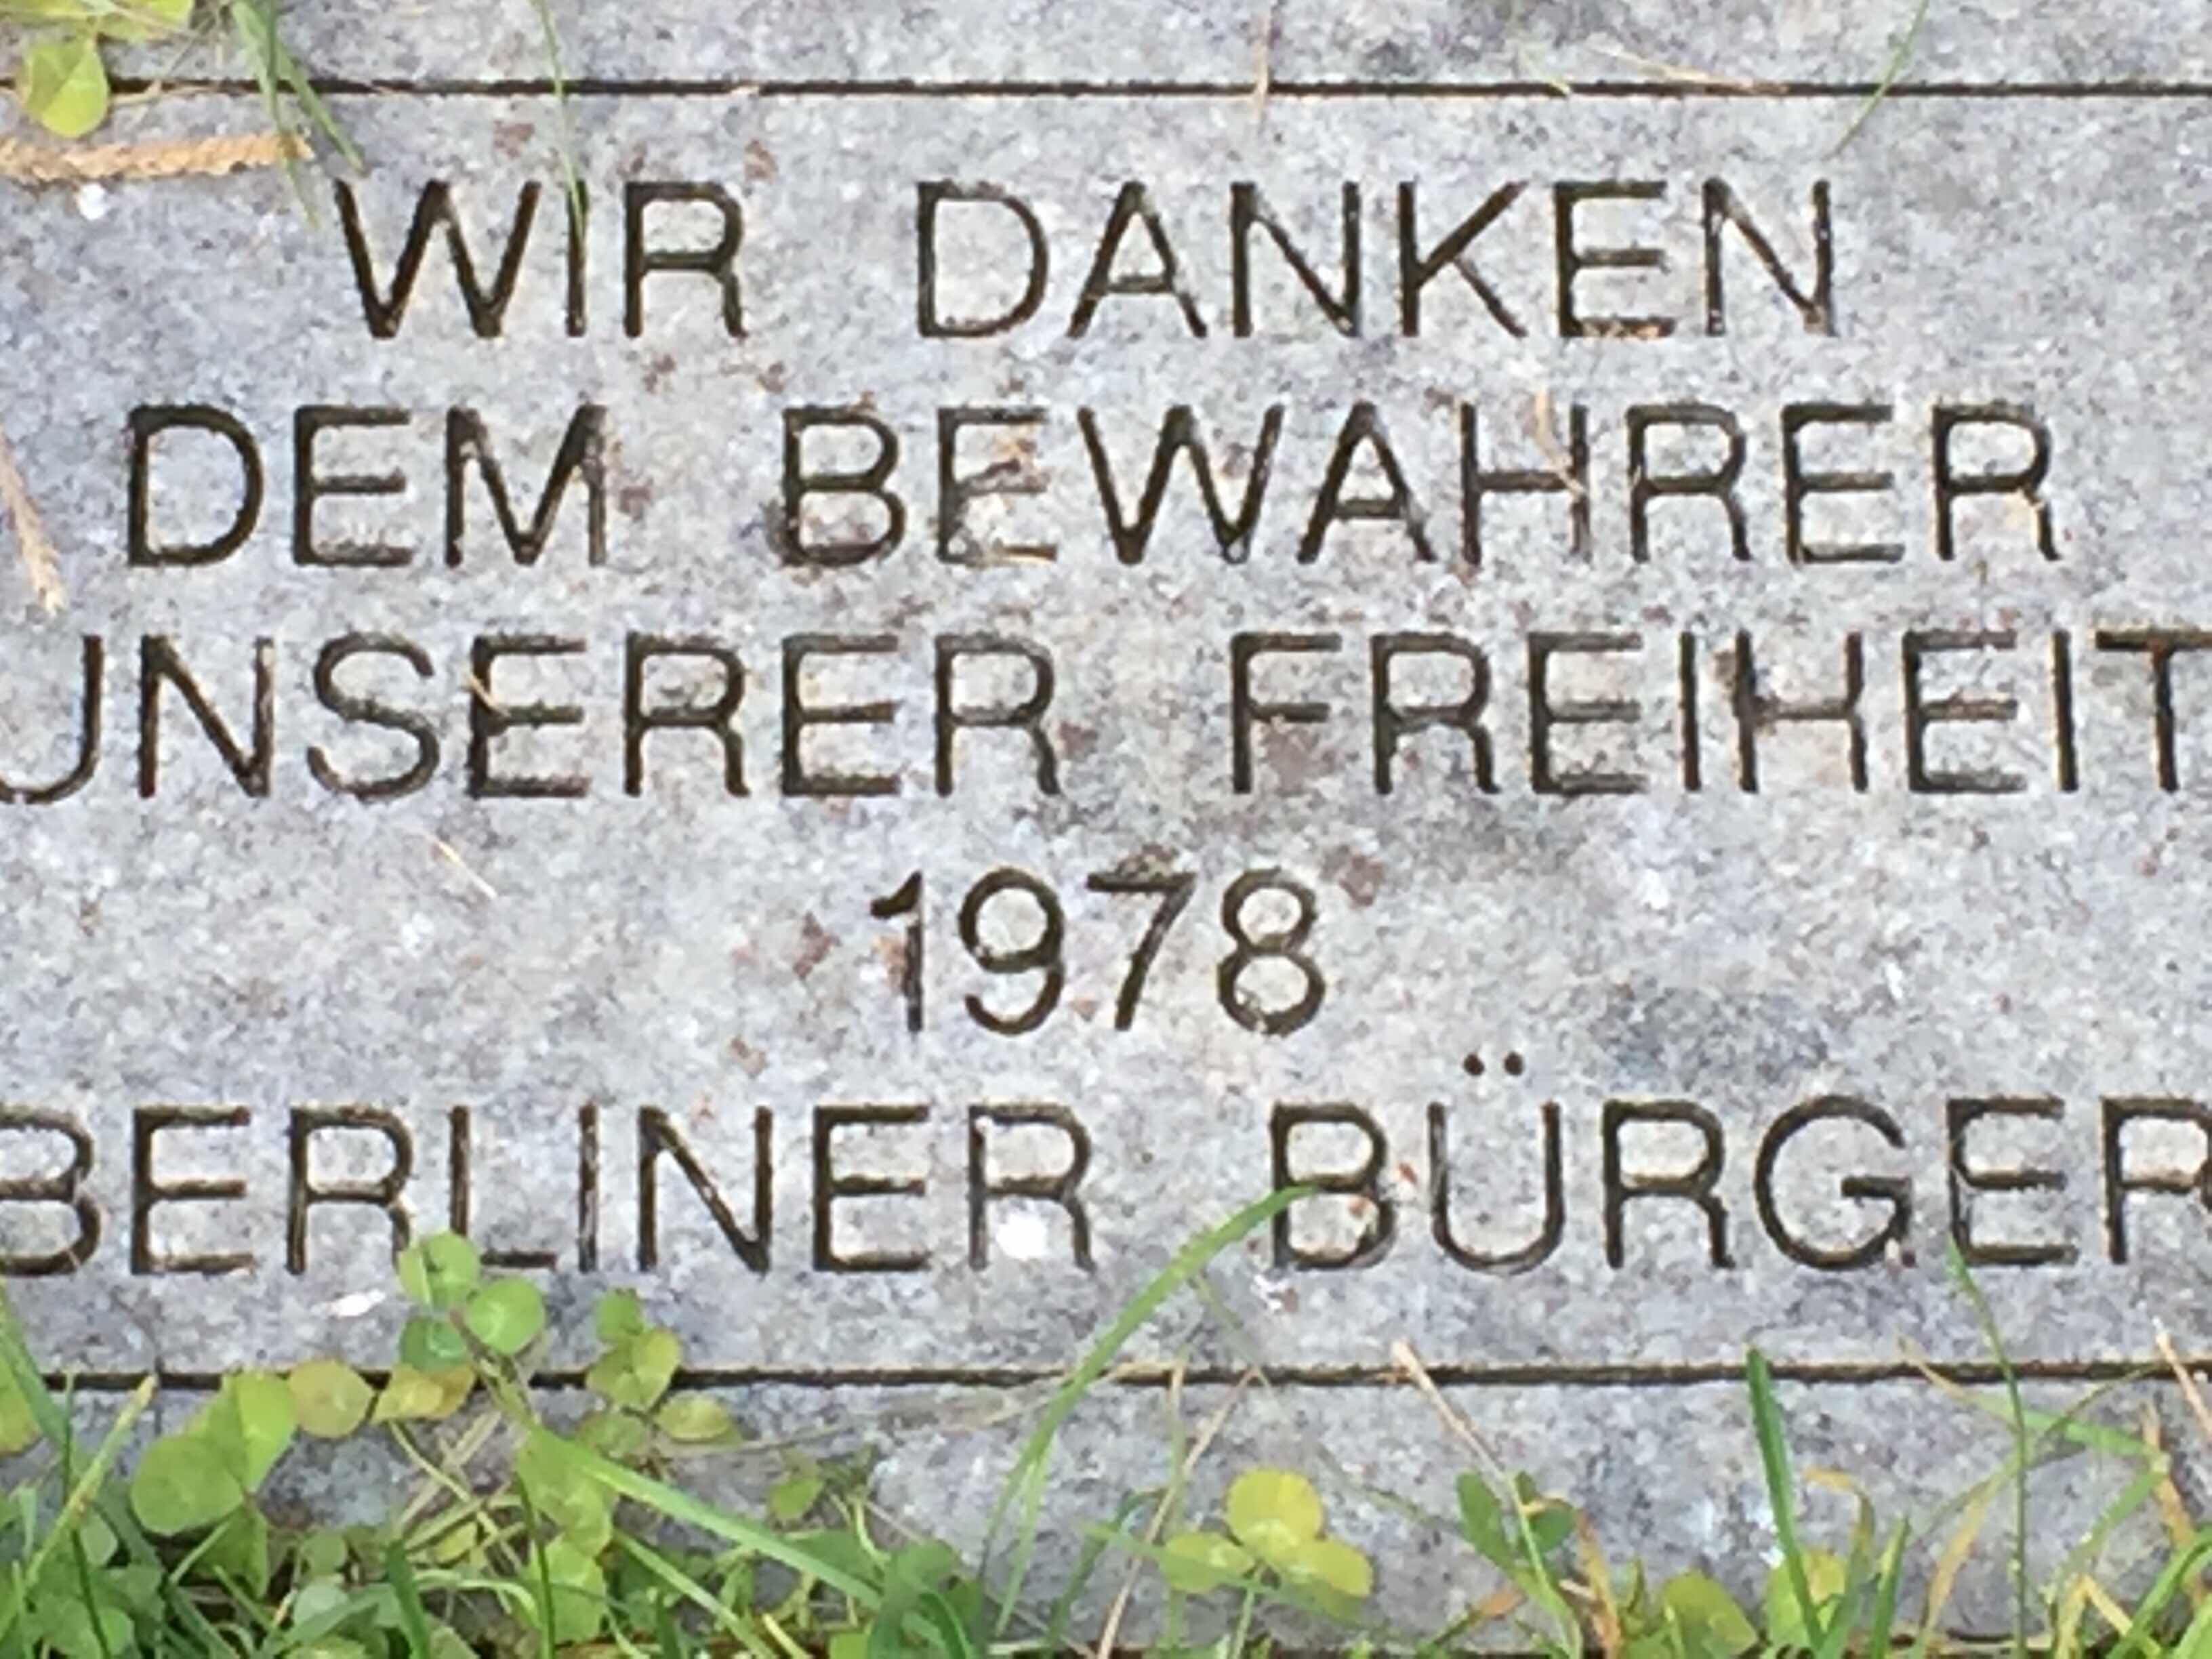 WIR DANKEN
DEM BEWAHRER
UNSERER FREIHEIT
1978
BERLINER BÜRGER